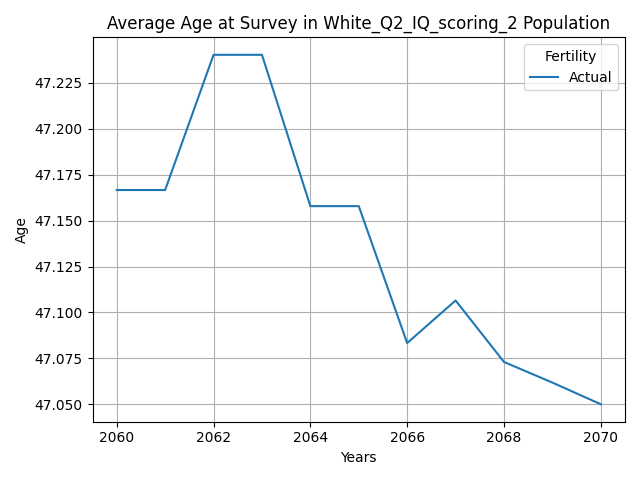 Average Age at Survey in White_Q2_IQ_scoring_2 Population
Fertility
Actual
47.225
47.200
47.175
47.150
47.125
47.100
47.075
47.050
Age
2060 2062 2064 2066 2068 2070
Years